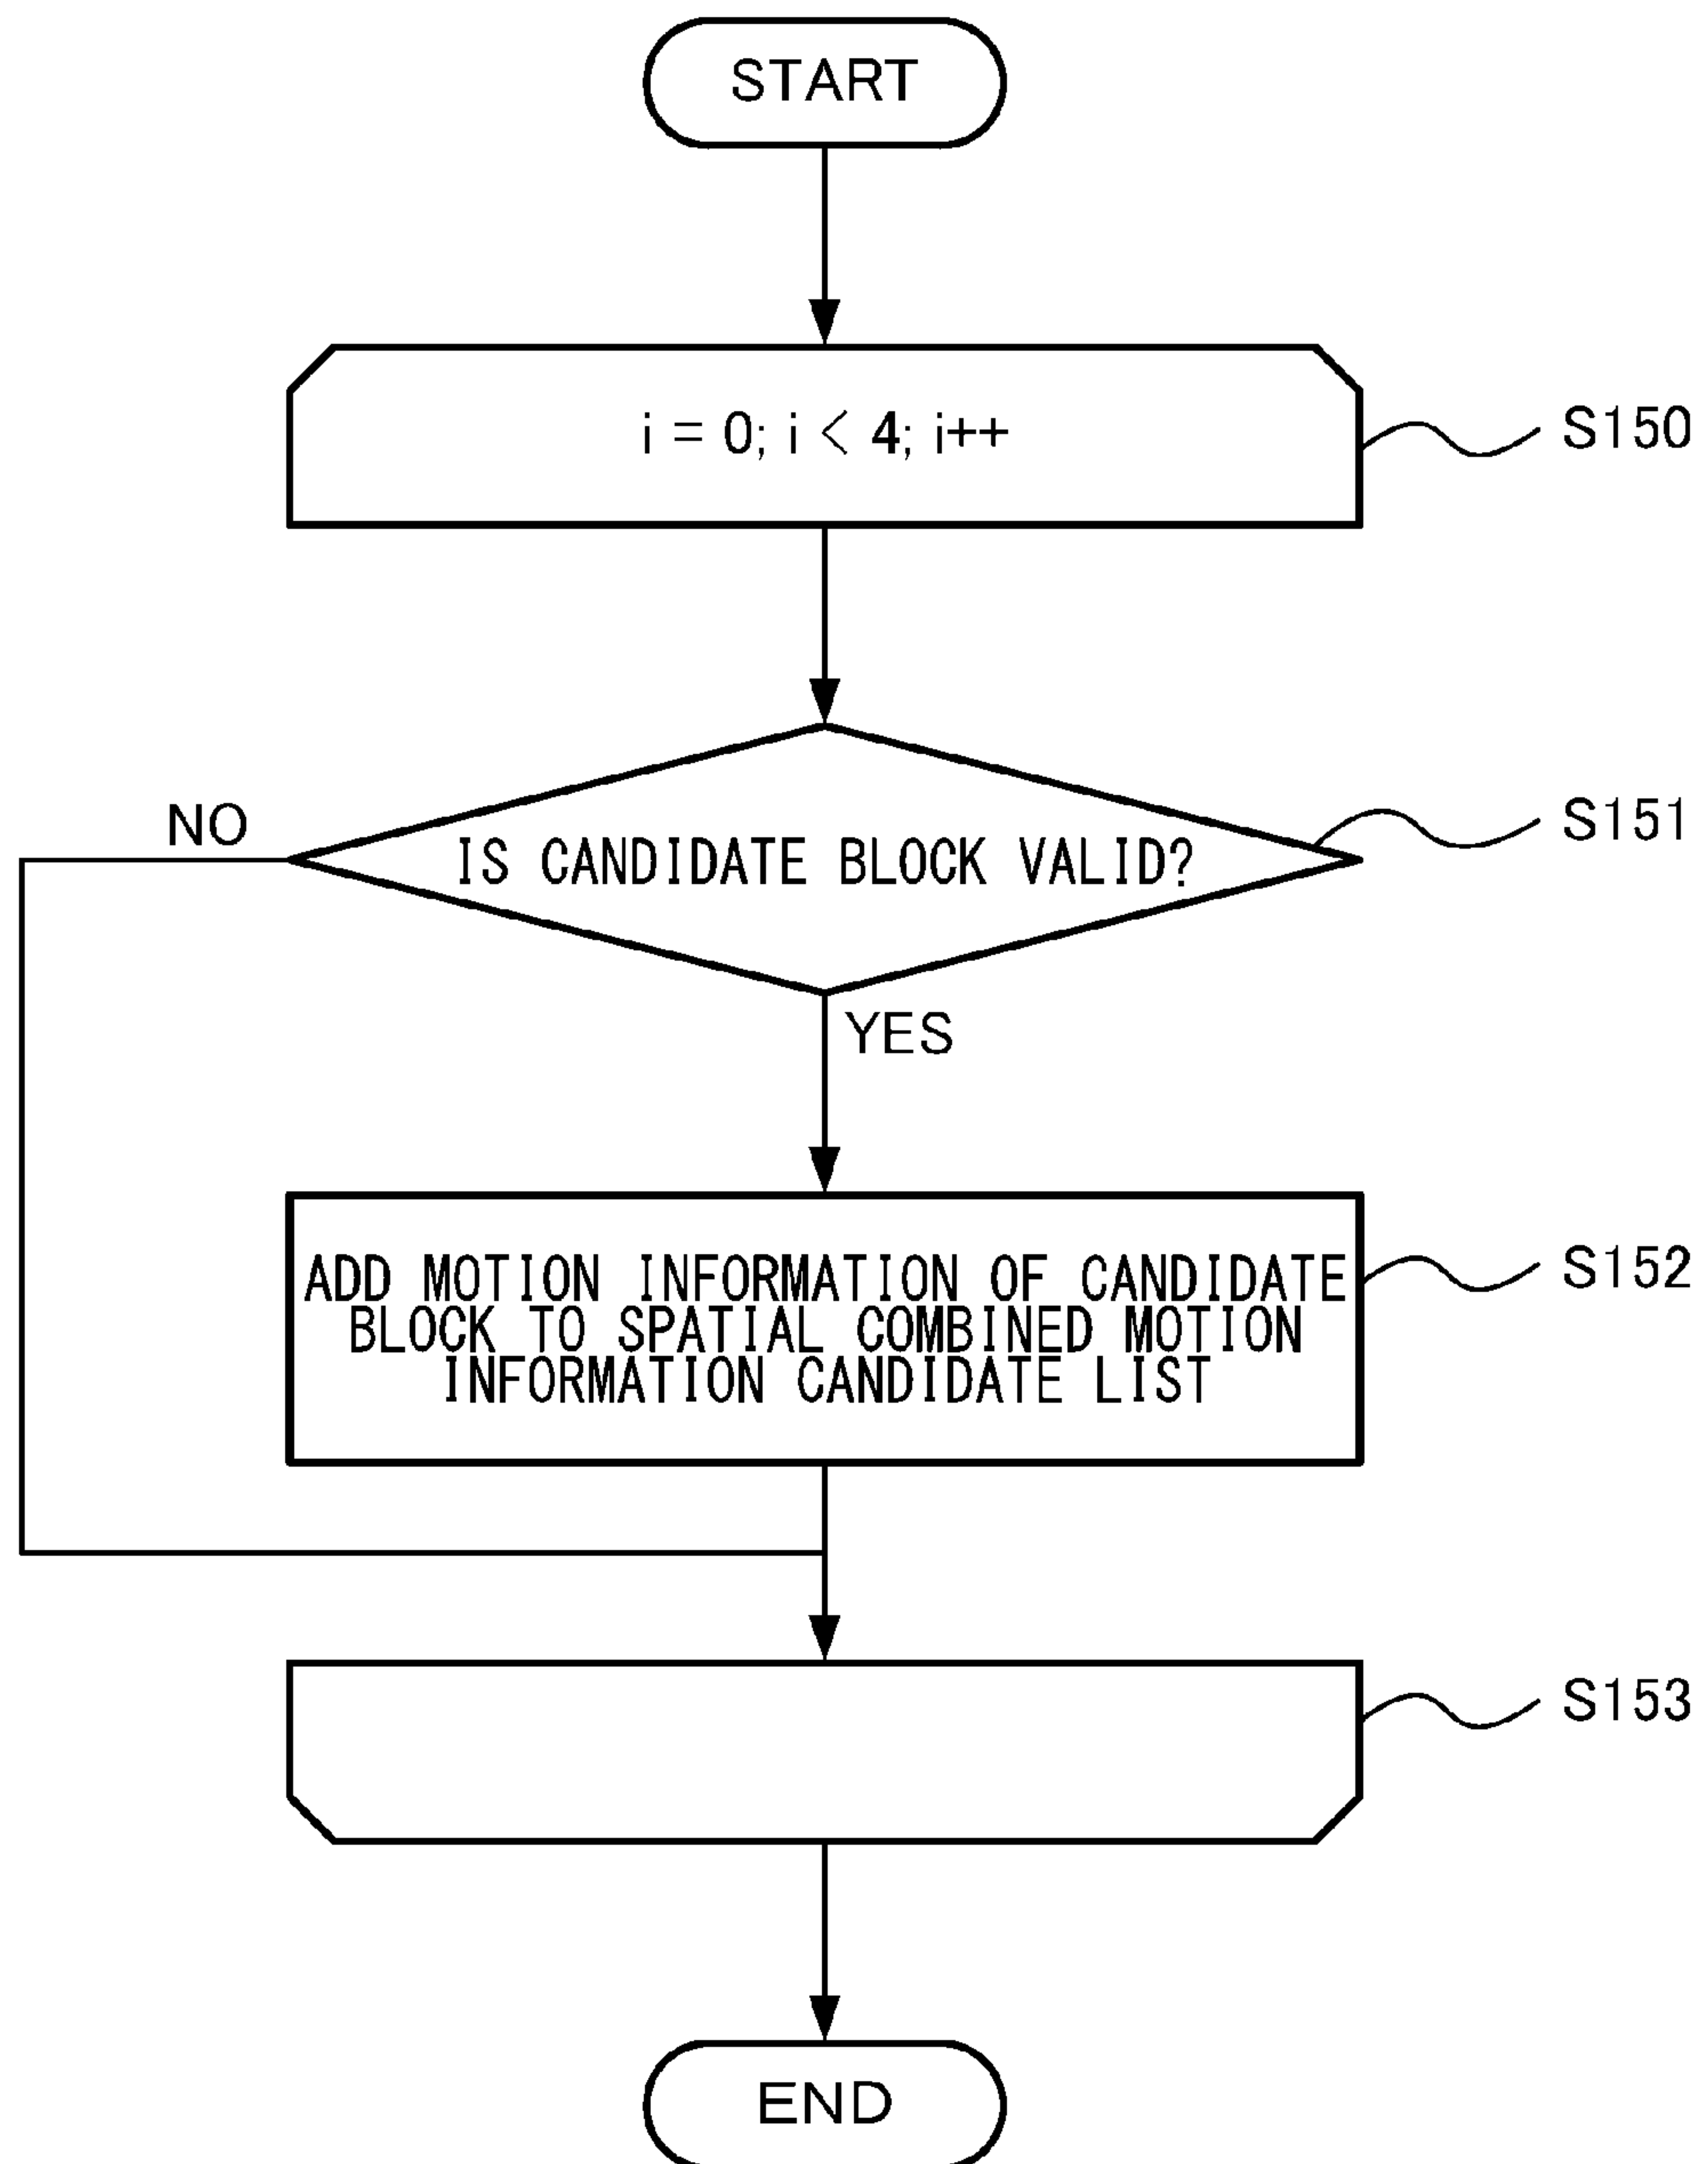 START
i = 0; i < 4; i++
S150
NO
IS CANDIDATE BLOCK VALID?
S151
YES
ADD MOTION INFORMATION OF CANDIDATE
BLOCK TO SPATIAL COMBINED MOTION
INFORMATION CANDIDATE LIST
S152
S153
END